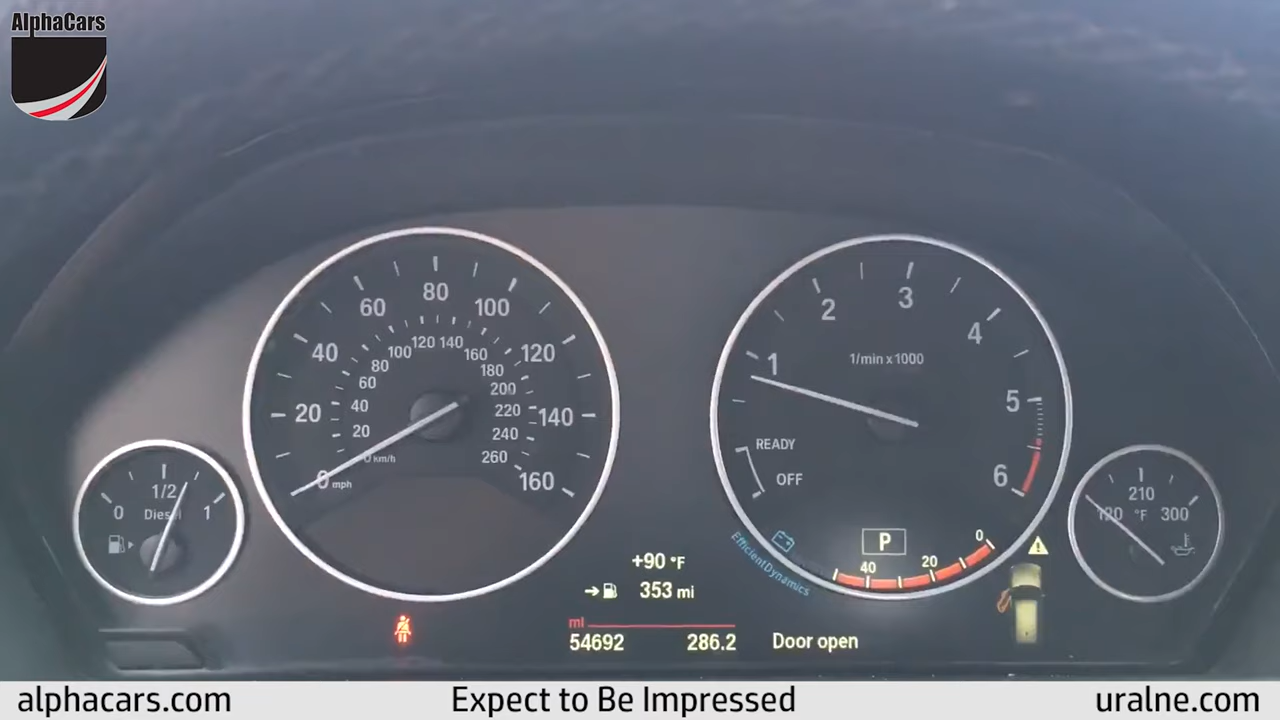 AlphaCars
80
60
100
40
120
20
140
0 mph
160
120 140
100
160
80
180
60
200
40
220
20
240
0 km/h
260
3
2
4
1
1/min x 1000
5
6
READY
OFF
1/2
0
Diesel
1
210
120 °F 300
P
0
20
40
EfficientDynamics
+90 °F
353 mi
mi
54692 286.2
Door open
alphacars.com
Expect to Be Impressed
uralne.com